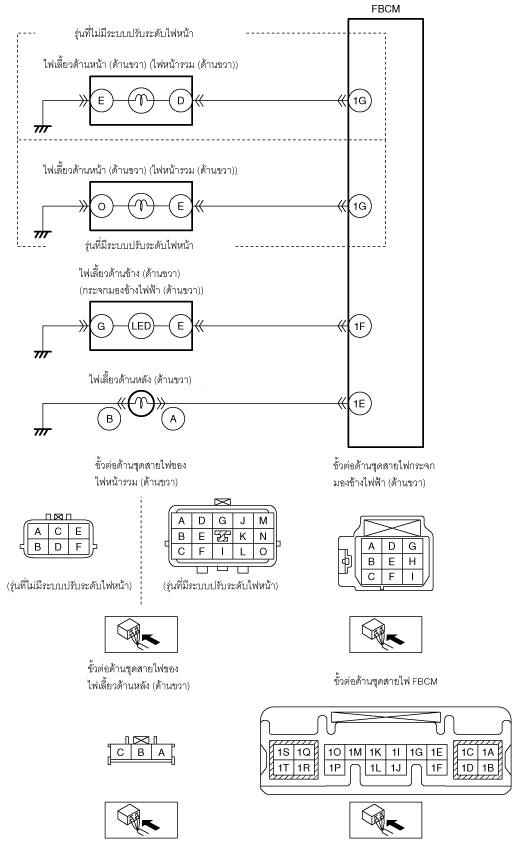 FBCM
รุ่นที่ไม่มีระบบปรับระดับไฟหน้า
ไฟเลี้ยวด้านหน้า (ด้านขวา) (ไฟหน้ารวม (ด้านขวา))
E D 1G
ไฟเลี้ยวด้านหน้า (ด้านขวา) (ไฟหน้ารวม (ด้านขวา))
O E 1G
รุ่นที่มีระบบปรับระดับไฟหน้า
ไฟเลี้ยวด้านข้าง (ด้านขวา)
(กระจกมองข้างไฟฟ้า (ด้านขวา))
G LED E 1F
ไฟเลี้ยวด้านหลัง (ด้านขวา)
1E
B A
ขั้วต่อด้านชุดสายไฟของ
ไฟหน้ารวม (ด้านขวา)
ขั้วต่อด้านชุดสายไฟกระจก
มองข้างไฟฟ้า (ด้านขวา)
A C E
B D F
(รุ่นที่ไม่มีระบบปรับระดับไฟหน้า)
A D G J M
B E K N
C F I L O
(รุ่นที่มีระบบปรับระดับไฟหน้า)
A D G
B E H
C F I
ขั้วต่อด้านชุดสายไฟของ
ไฟเลี้ยวด้านหลัง (ด้านขวา)
C B A
ขั้วต่อด้านชุดสายไฟ FBCM
1S 1Q 1O 1M 1K 1I 1G 1E 1C 1A
1T 1R 1P 1L 1J 1F 1D 1B